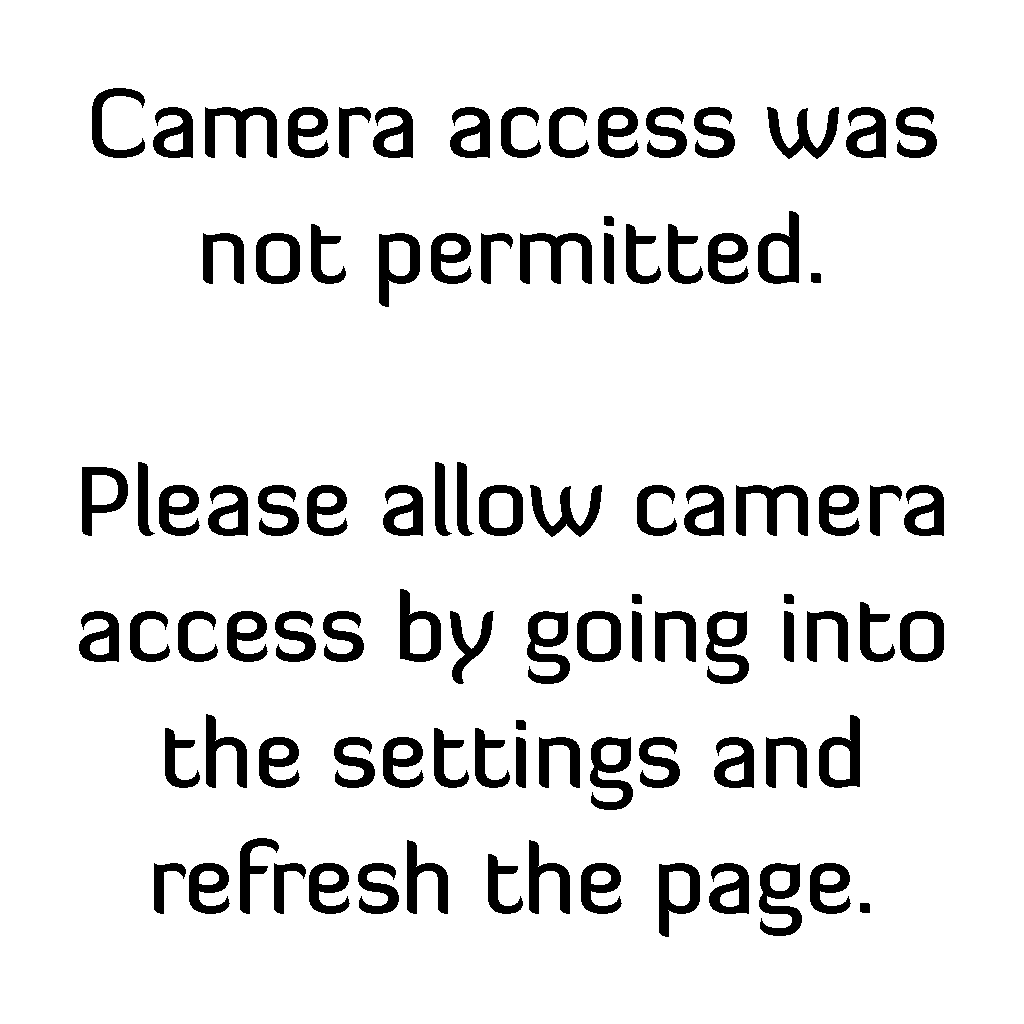 Camera access was
not permitted.
Please allow camera
access by going into
the settings and
refresh the page.